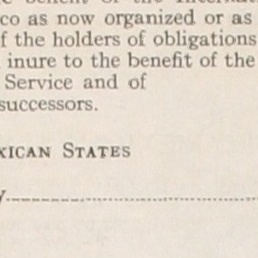 co as now organized or as
f the holders of obligations
inure to the benefit of the
Service and of
successors.
XICAN STATES